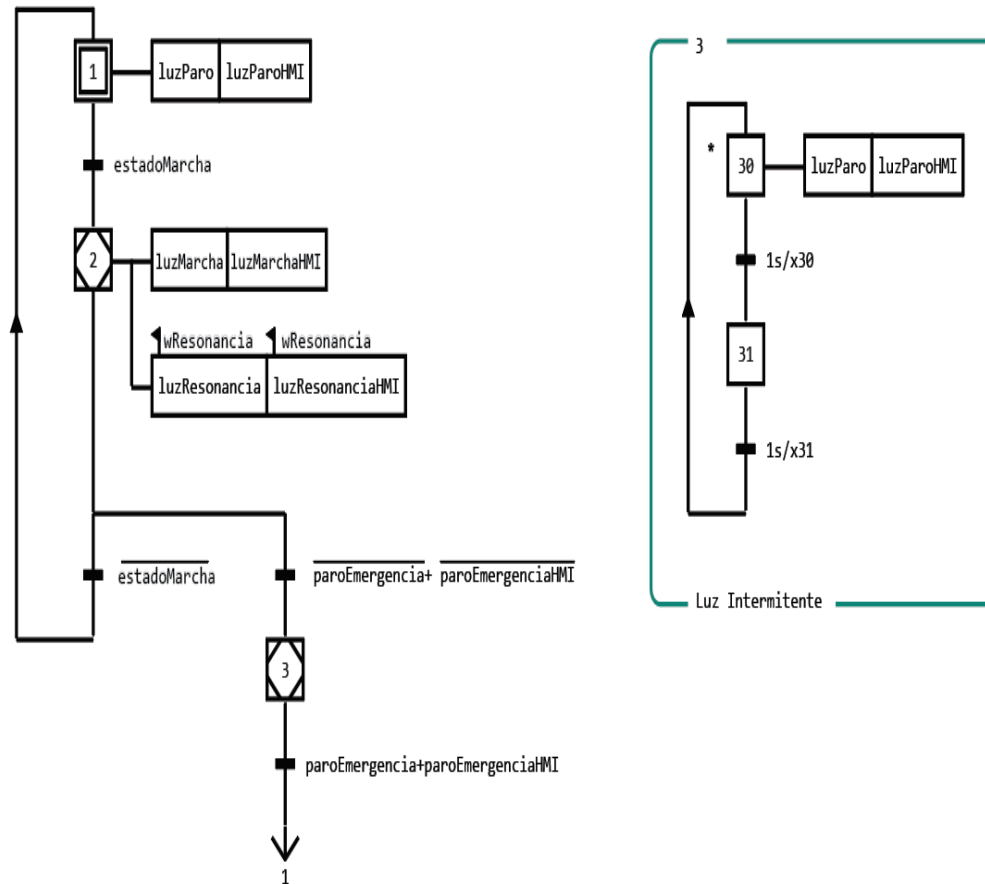 1
luzParo luzParoHMI
estadoMarcha
2
luzMarcha luzMarchaHMI
wResonancia wResonancia
luzResonancia luzResonanciaHMI
estadoMarcha
paroEmergencia+ paroEmergenciaHMI
3
paroEmergencia+paroEmergenciaHMI
1
3
*
30
luzParo luzParoHMI
1s/x30
31
1s/x31
Luz Intermitente